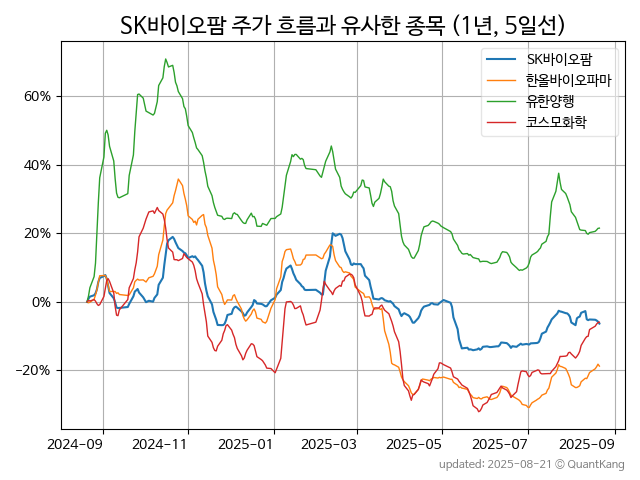 SK바이오팜 주가 흐름과 유사한 종목 (1년, 5일선)
SK바이오팜
한올바이오파마
유한양행
코스모화학
60%
40%
20%
0%
−20%
2024-09 2024-11 2025-01 2025-03 2025-05 2025-07 2025-09
updated: 2025-08-21 © QuantKang